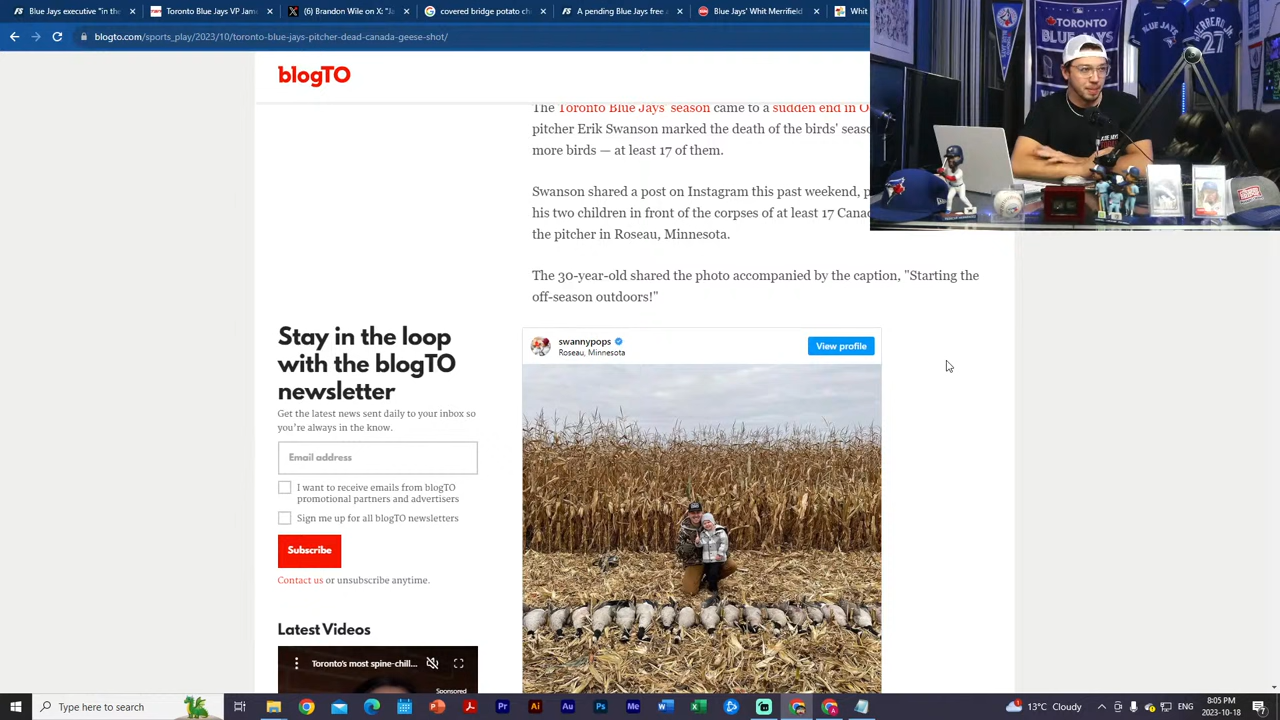 Blue Jays executive "in th
Toronto Blue Jays VP Jam
Blue Jays Mile on X: "Ja
covered bridge potato ch
A pending Blue Jays free
Blue Jays' Whit Merrifield
Whit
blogto.com/sports_play/2023/10/toronto-blue-jays-pitcher-dead-canada-geese-shot/
TORONTO
BLUE JAYS
27
blogTO
The Toronto Blue Jays' season came to a sudden end in O
pitcher Erik Swanson marked the death of the birds' seaso
more birds — at least 17 of them.
Swanson shared a post on Instagram this past weekend, p
his two children in front of the corpses of at least 17 Canad
the pitcher in Roseau, Minnesota.
The 30-year-old shared the photo accompanied by the caption, "Starting the
off-season outdoors!"
Stay in the loop
with the blogTO
newsletter
Get the latest news sent daily to your inbox so
you're always in the know.
Email address
I want to receive emails from blogTO
promotional partners and advertisers
Sign me up for all blogTO newsletters
Subscribe
Contact us or unsubscribe anytime.
Latest Videos
Toronto's most spine-chill...
Sponsored
swannypops
Roseau, Minnesota
View profile
Type here to search
13°C Cloudy
8:05 PM
2023-10-18